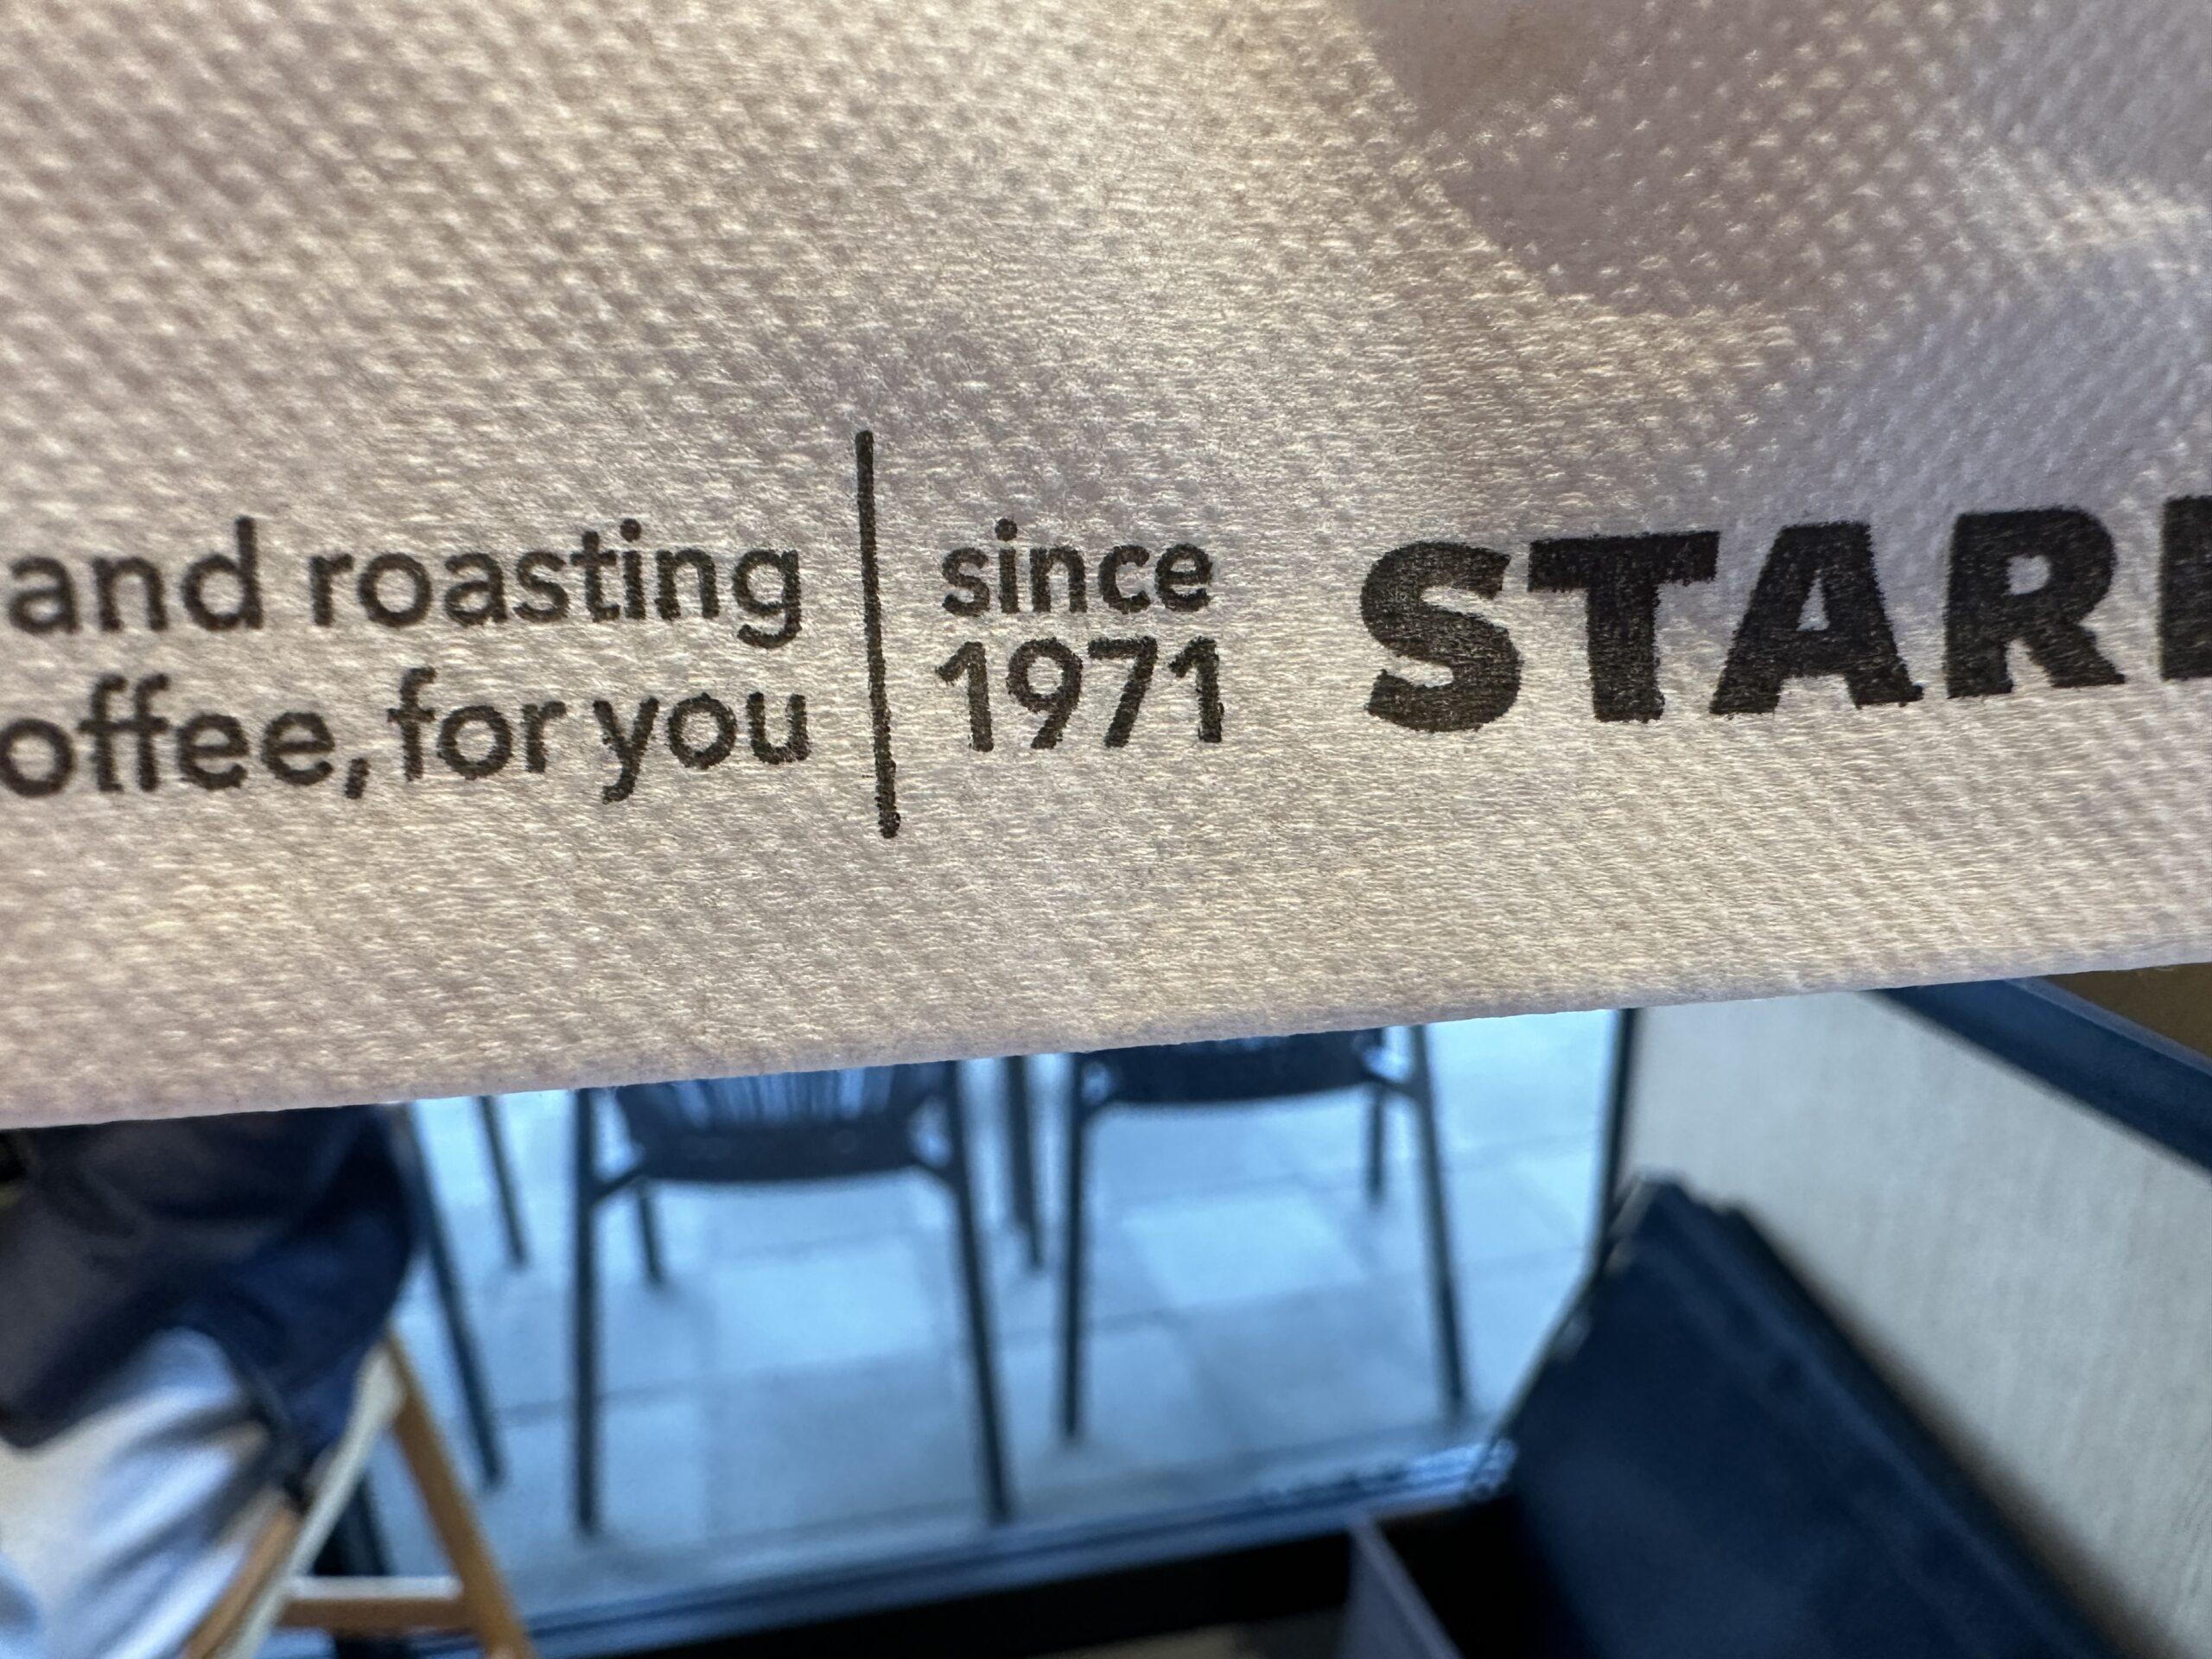 and roasting
offee, for you
since
1971
STAR